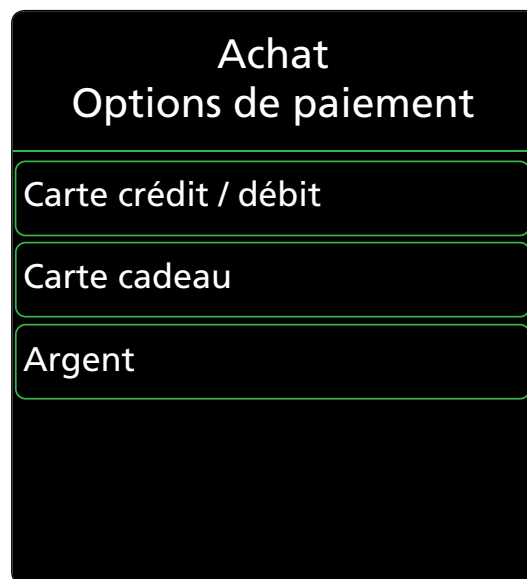 Achat
Options de paiement
Carte crédit / débit
Carte cadeau
Argent